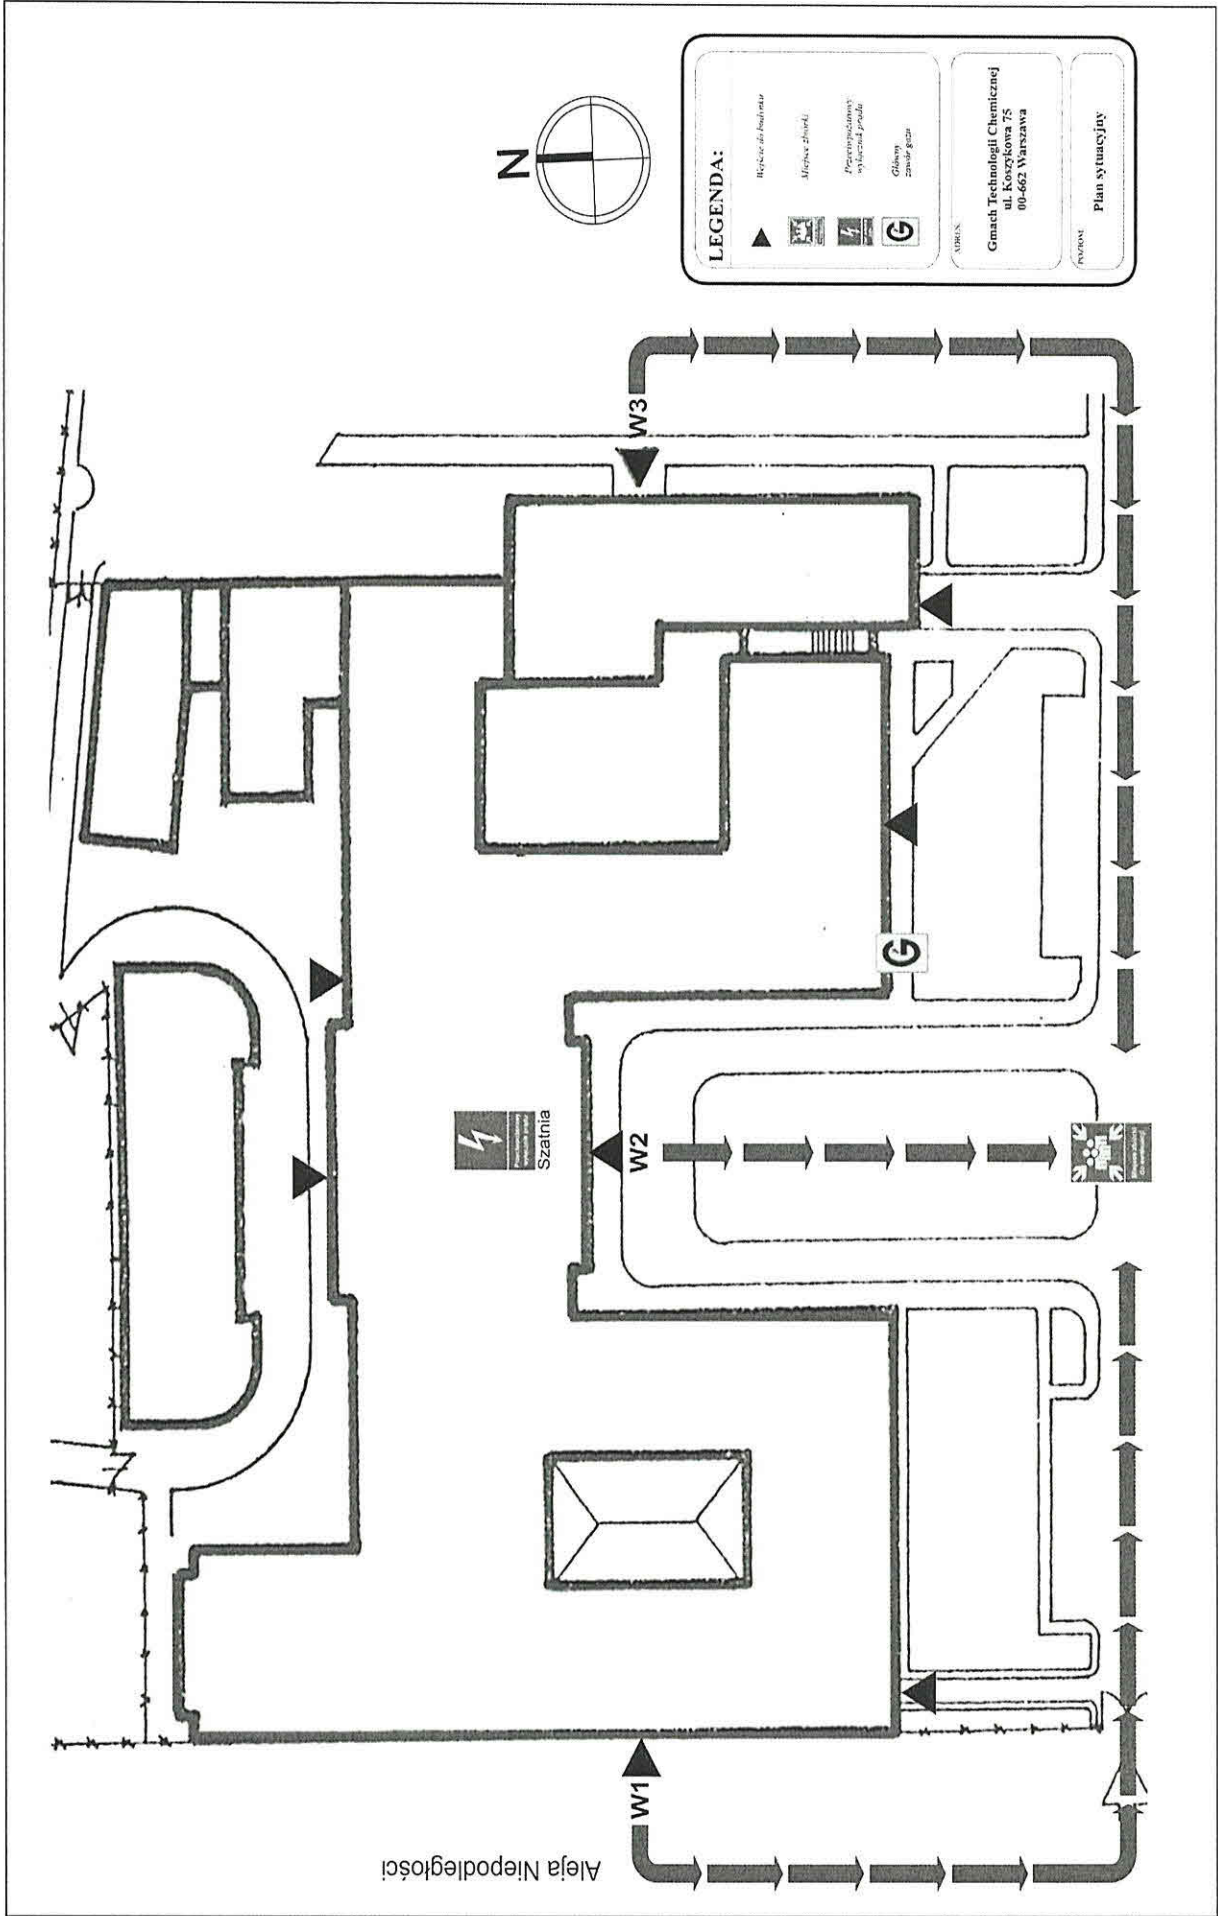 N
LEGENDA:
Wejście do budynku
Miejsce zbiórki
Przeciwpożarowy
wyłącznik prądu
Główny
zawór gazu
G
ADRES:
Gmach Technologii Chemicznej
ul. Koszykowa 75
00-662 Warszawa
POZIOM:
Plan sytuacyjny
W3
G
Szatnia
W2
W1
Aleja Niepodległości